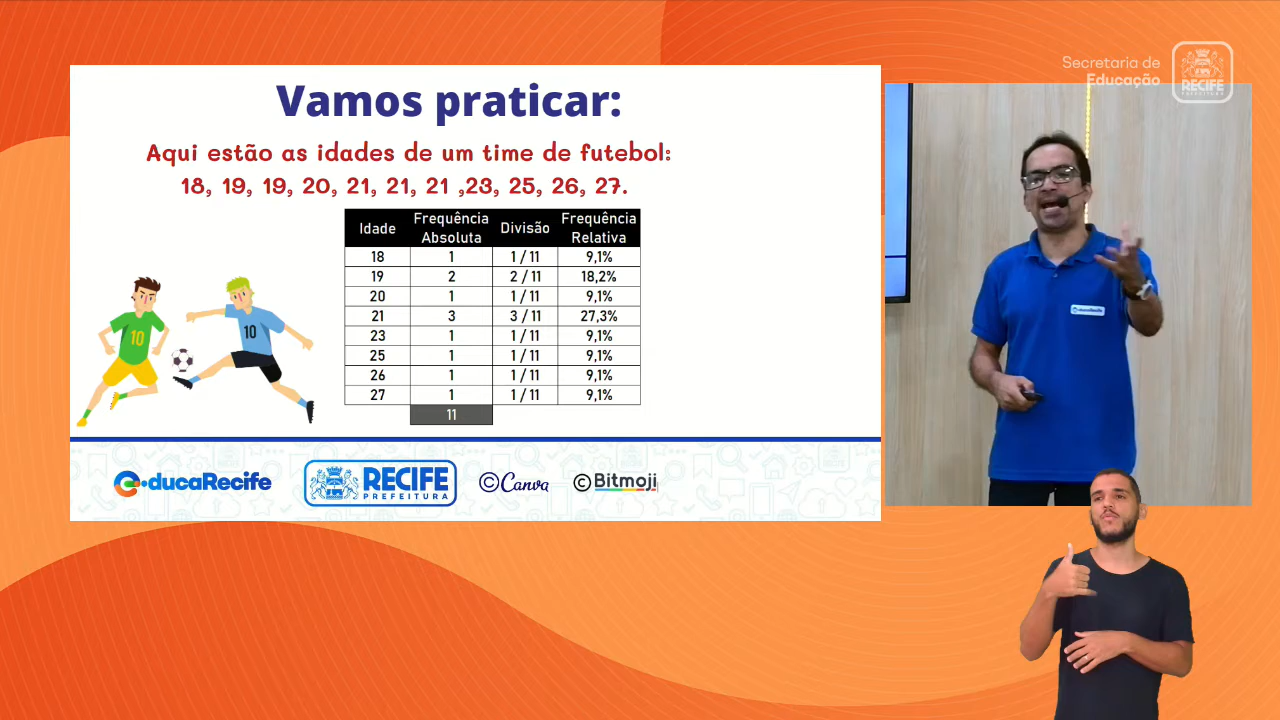 Secretaria de
Educação
RECIFE
PREFEITURA
Vamos praticar:
Aqui estão as idades de um time de futebol:
18, 19, 19, 20, 21, 21, 21 ,23, 25, 26, 27.
Idade Frequência Absoluta Divisão Frequência Relativa
18 1 1 / 11 9,1%
19 2 2 / 11 18,2%
20 1 1 / 11 9,1%
21 3 3 / 11 27,3%
23 1 1 / 11 9,1%
25 1 1 / 11 9,1%
26 1 1 / 11 9,1%
27 1 1 / 11 9,1%
11
10
10
educaRecife
EducaRecife
RECIFE
PREFEITURA
©Canva
©Bitmoji